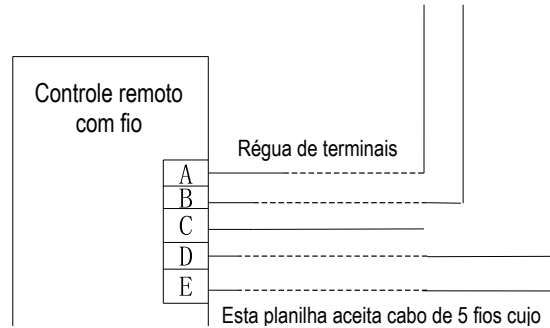 Controle remoto
com fio
Régua de terminais
A
B
C
D
E
Esta planilha aceita cabo de 5 fios cujo